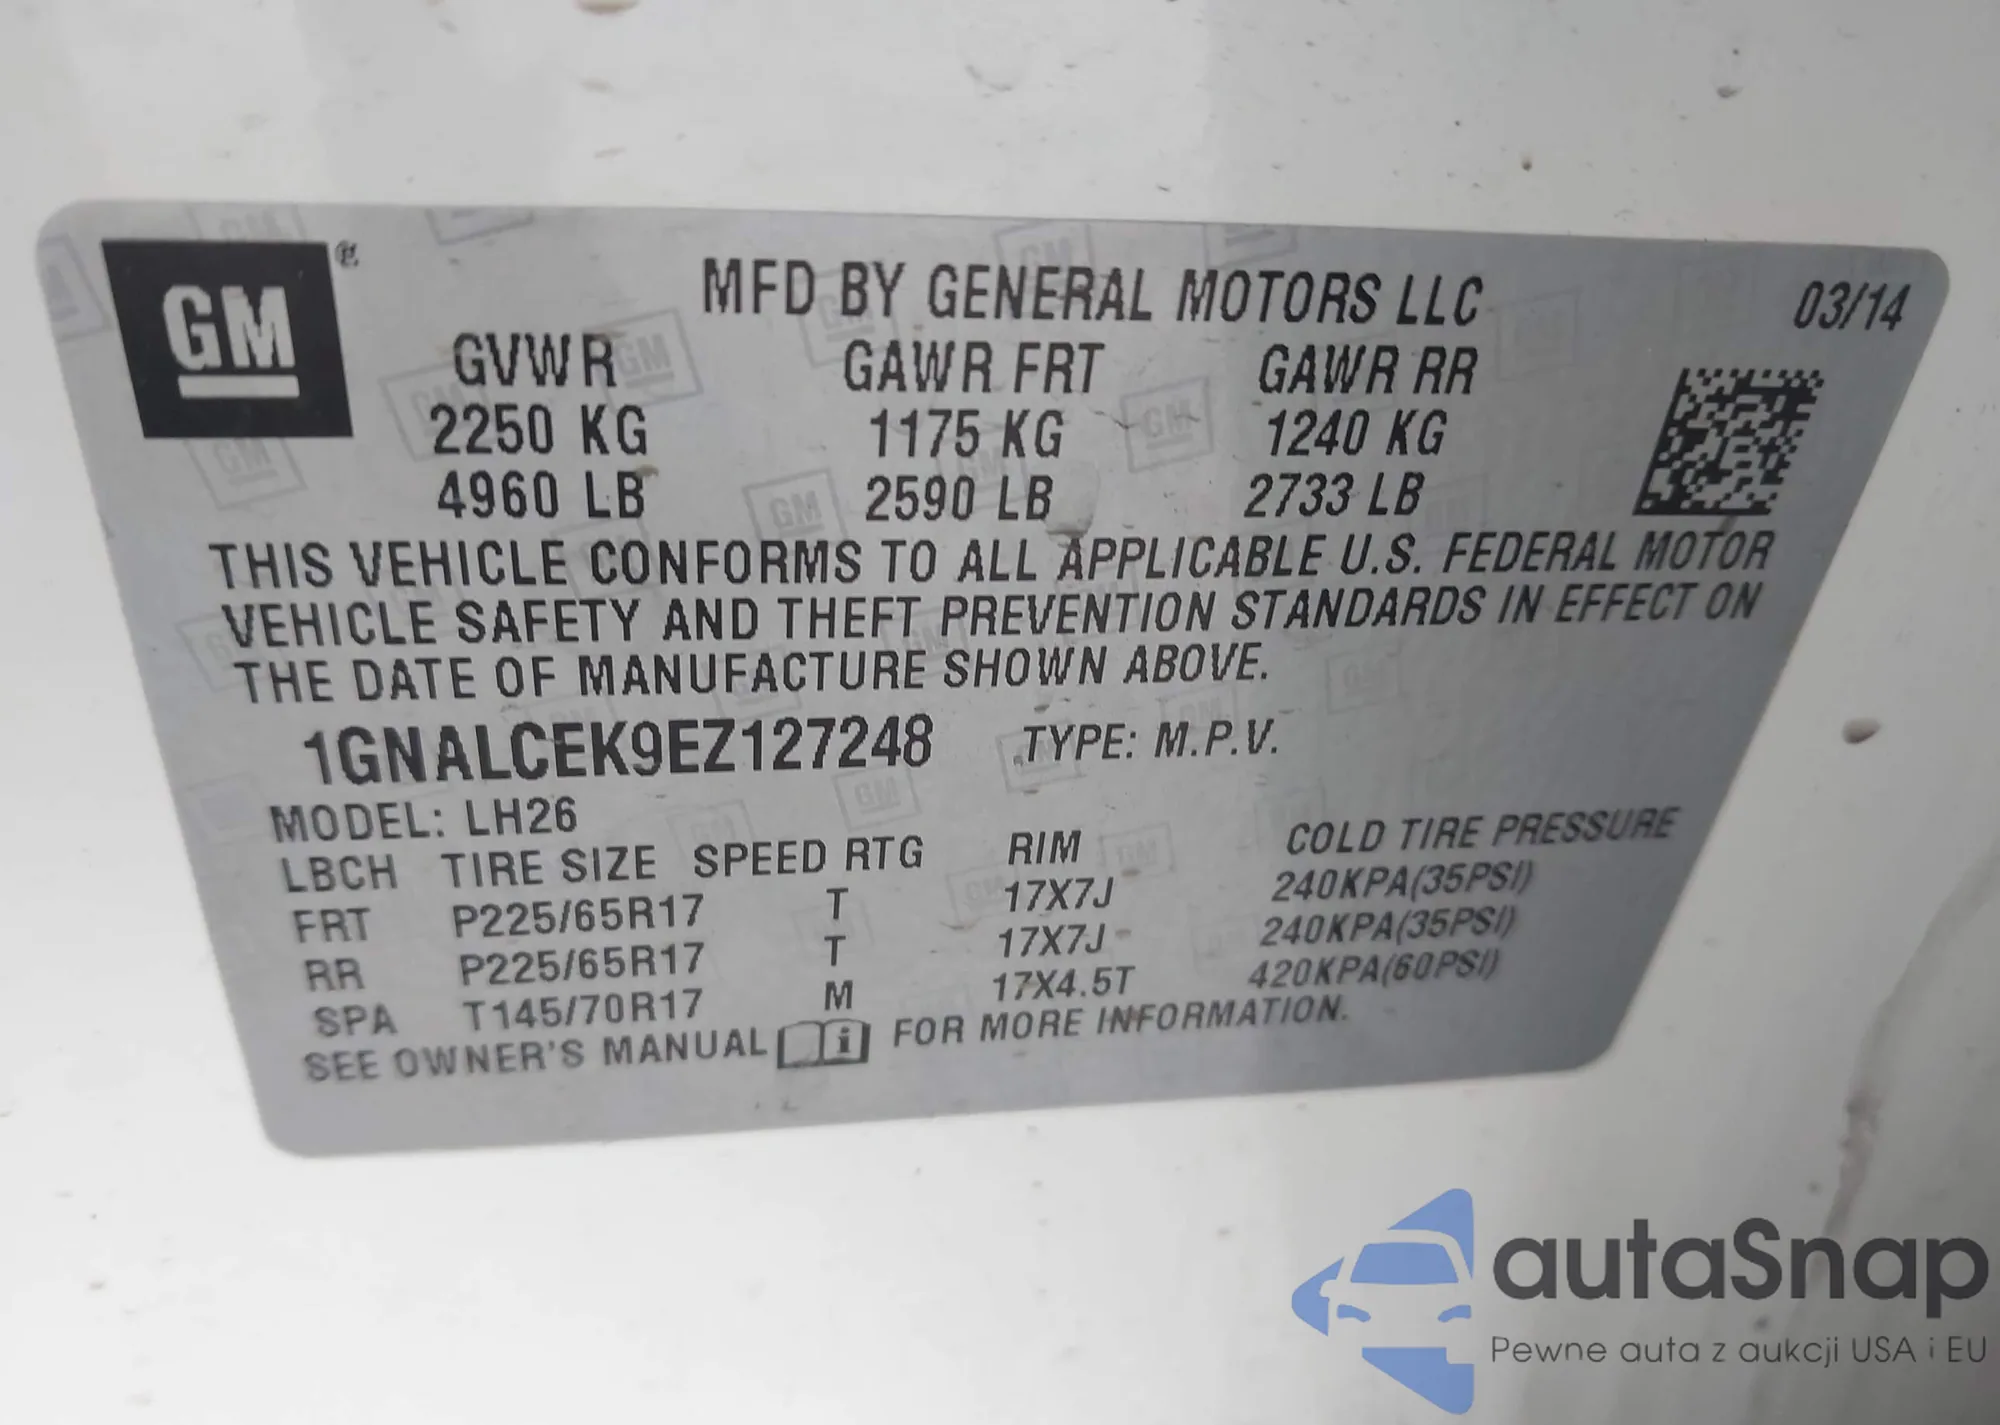 GM ®
MFD BY GENERAL MOTORS LLC 03/14
GVWR GAWR FRT GAWR RR
2250 KG 1175 KG 1240 KG
4960 LB 2590 LB 2733 LB
THIS VEHICLE CONFORMS TO ALL APPLICABLE U.S. FEDERAL MOTOR
VEHICLE SAFETY AND THEFT PREVENTION STANDARDS IN EFFECT ON
THE DATE OF MANUFACTURE SHOWN ABOVE.
1GNALCEK9EZ127248 TYPE: M.P.V.
MODEL: LH26
LBCH TIRE SIZE SPEED RTG RIM COLD TIRE PRESSURE
FRT P225/65R17 T 17X7J 240KPA(35PSI)
RR P225/65R17 T 17X7J 240KPA(35PSI)
SPA T145/70R17 M 17X4.5T 420KPA(60PSI)
SEE OWNER'S MANUAL i FOR MORE INFORMATION.
autaSnap
Pewne auta z aukcji USA i EU